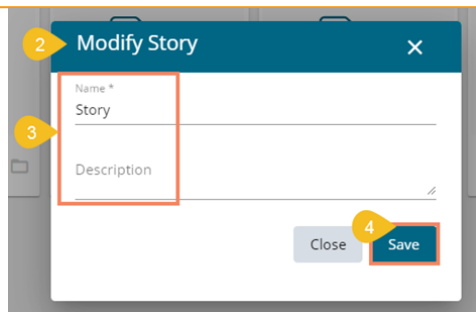 2
Modify Story
Name *
Story
3
Description
4
Close
Save